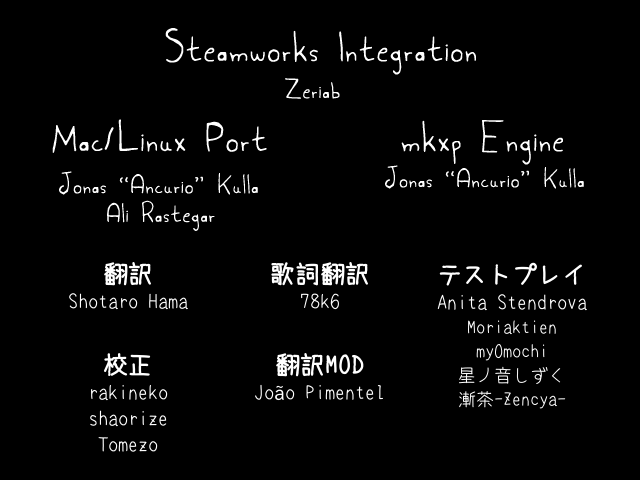 Steamworks Integration
Zeriab
Mac/Linux Port
Jonas “Ancurio” Kulla
Ali Rastegar
mkxp Engine
Jonas “Ancurio” Kulla
翻訳
Shotaro Hama
歌詞翻訳
78k6
テストプレイ
Anita Stendrova
Moriaktien
myOmochi
星ノ音しずく
漸茶-Zencya-
校正
rakineko
shaorize
Tomezo
翻訳MOD
João Pimentel